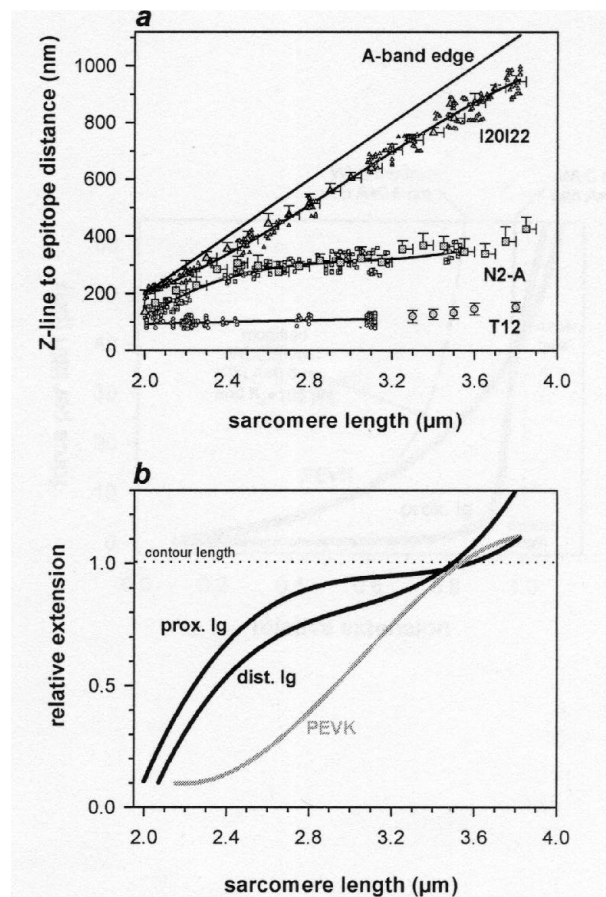 a
Z-line to epitope distance (nm)
1000
800
600
400
200
0
A-band edge
I20I22
N2-A
T12
2.0 2.4 2.8 3.2 3.6 4.0
sarcomere length (µm)
b
relative extension
1.0
0.5
0.0
contour length
prox. Ig
dist. Ig
PEVK
2.0 2.4 2.8 3.2 3.6 4.0
sarcomere length (µm)